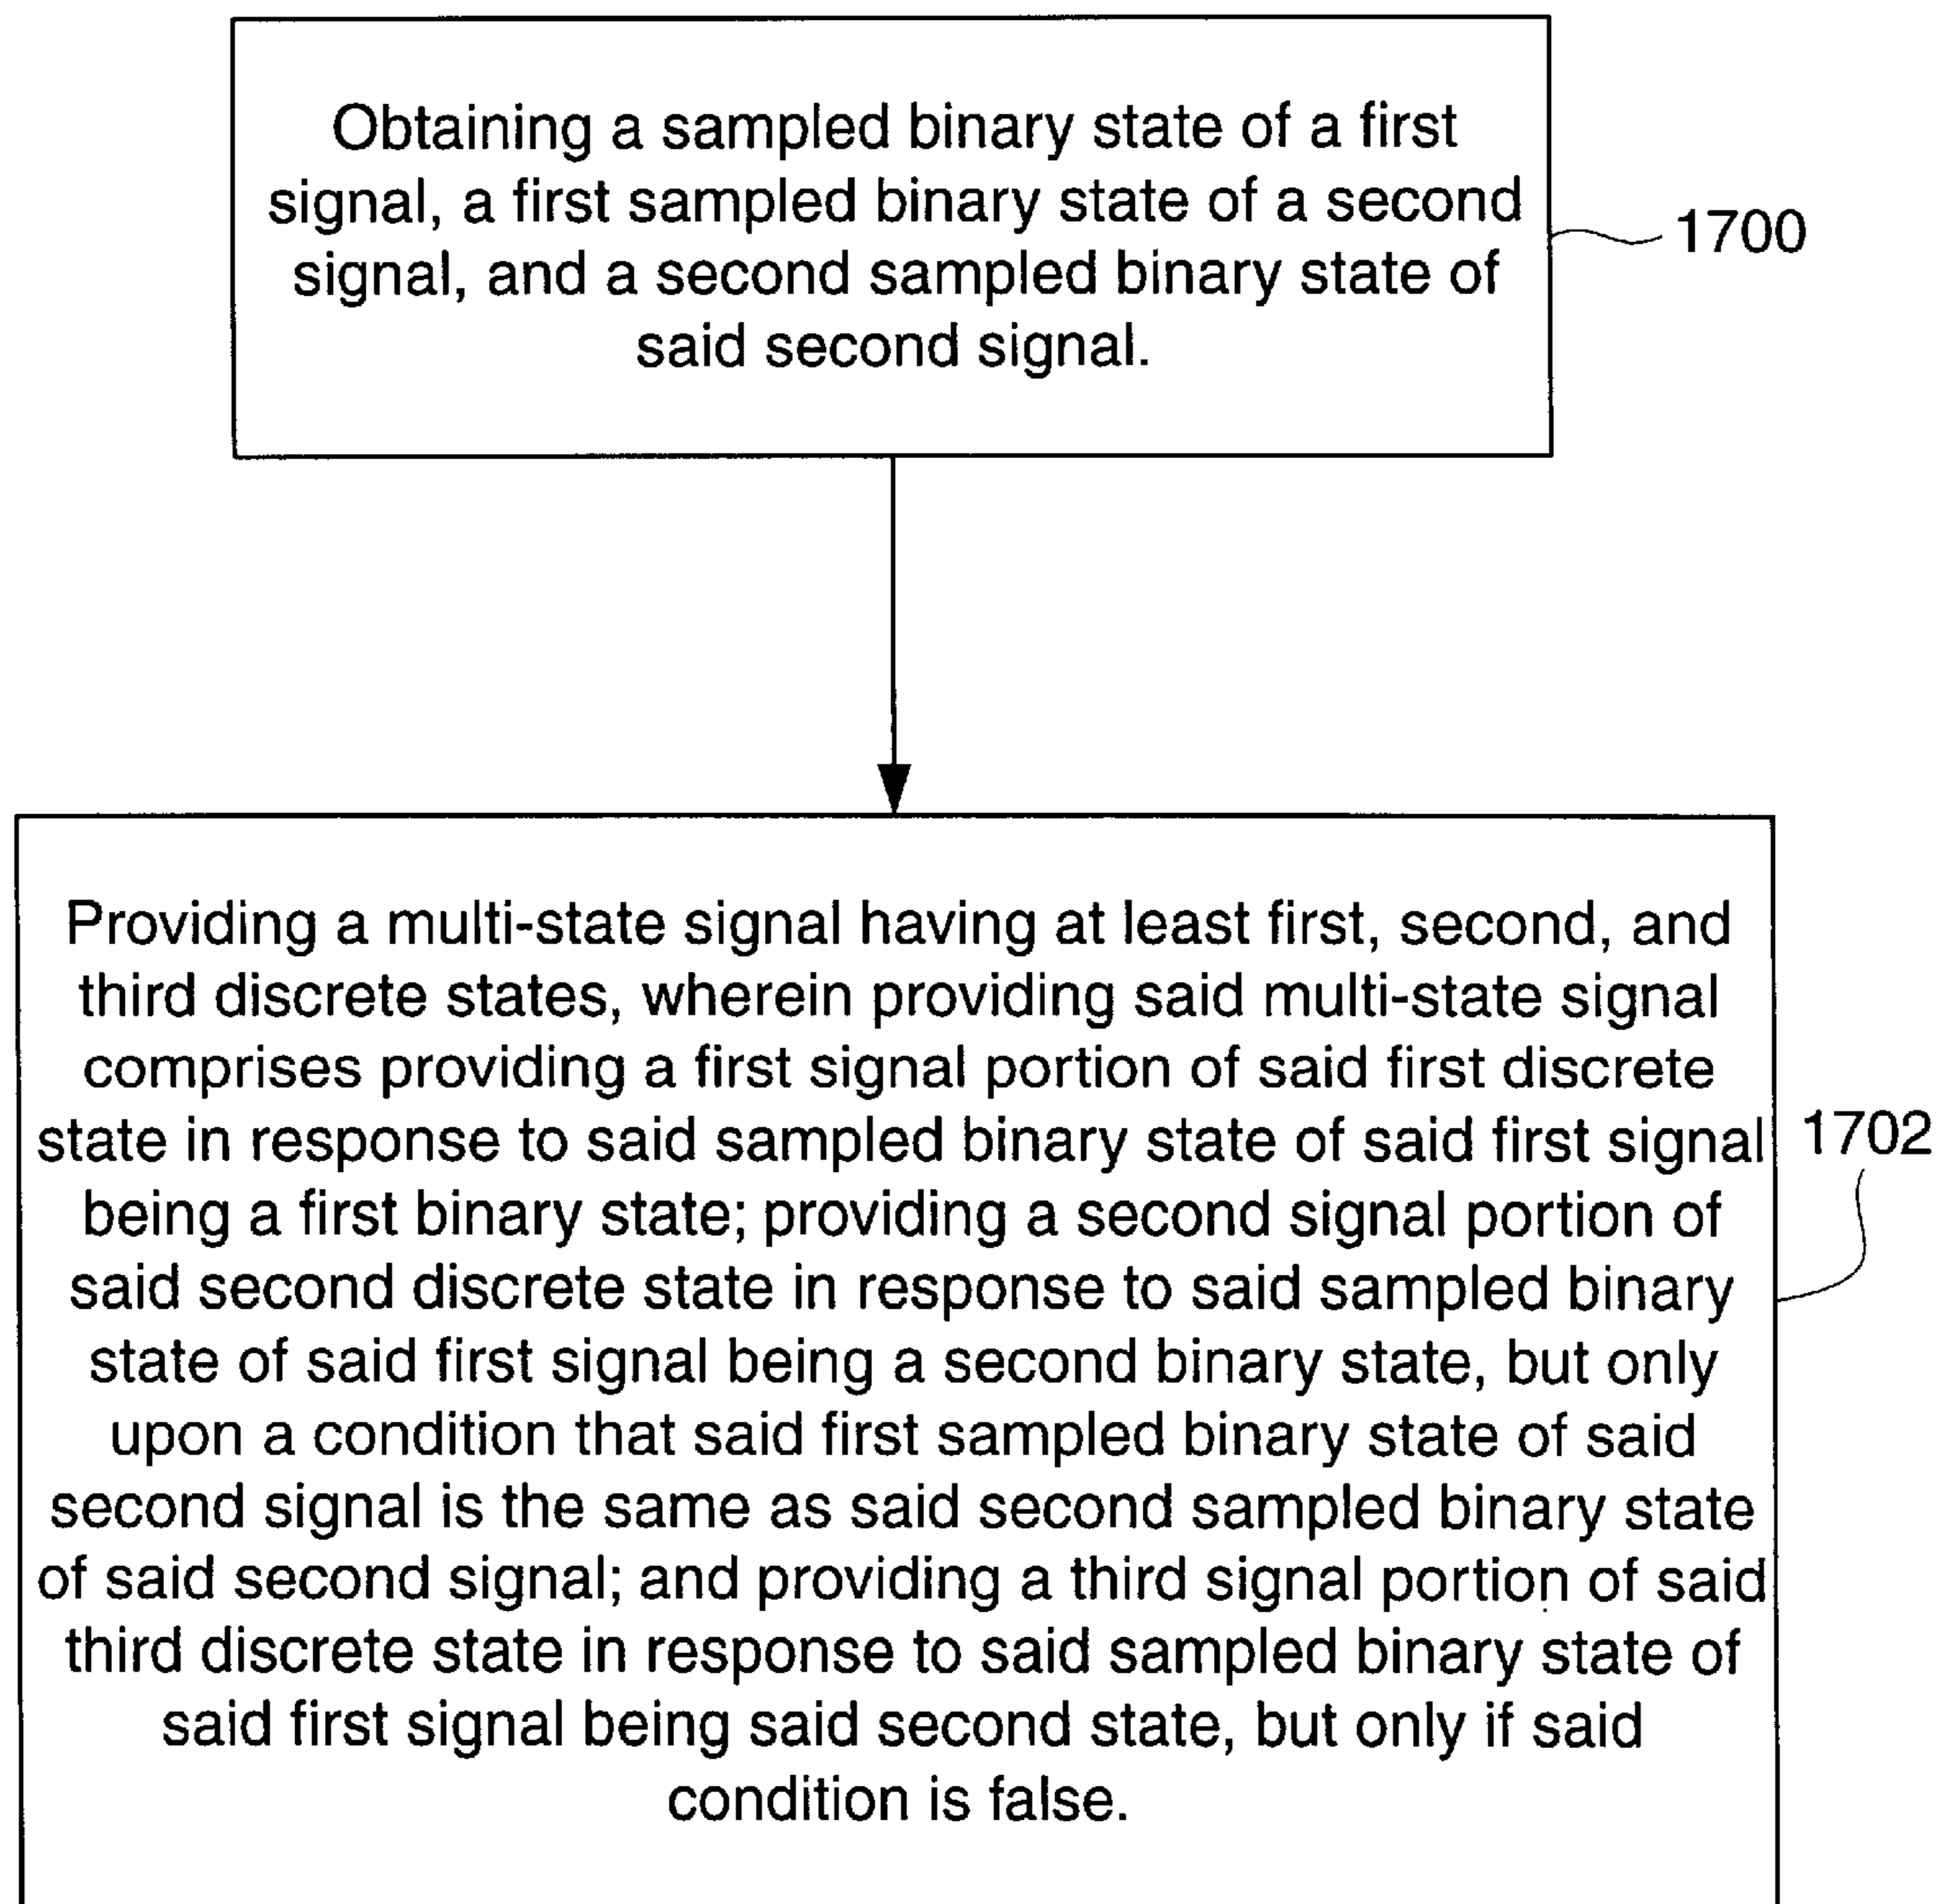 Obtaining a sampled binary state of a first
signal, a first sampled binary state of a second
signal, and a second sampled binary state of
said second signal.
1700
Providing a multi-state signal having at least first, second, and
third discrete states, wherein providing said multi-state signal
comprises providing a first signal portion of said first discrete
state in response to said sampled binary state of said first signal
being a first binary state; providing a second signal portion of
said second discrete state in response to said sampled binary
state of said first signal being a second binary state, but only
upon a condition that said first sampled binary state of said
second signal is the same as said second sampled binary state
of said second signal; and providing a third signal portion of said
third discrete state in response to said sampled binary state of
said first signal being said second state, but only if said
condition is false.
1702